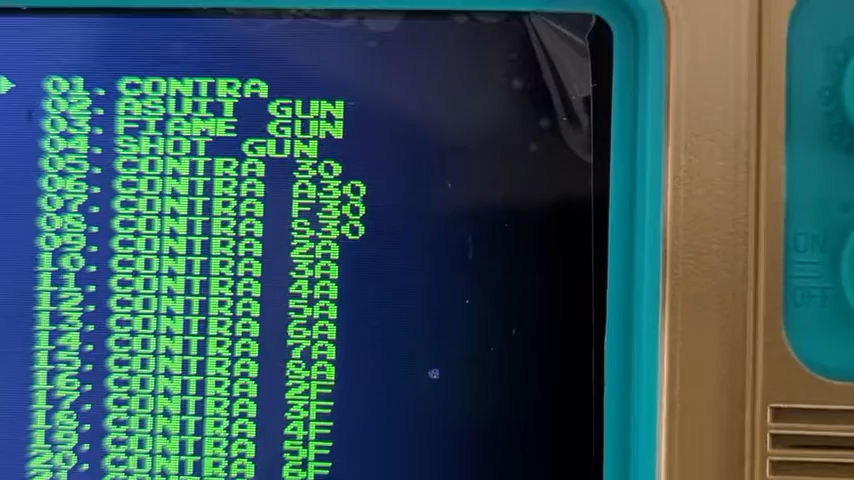 01. CONTRA
02. ASUIT GUN
03. FIAME GUN
04. SHOT GUN
05. CONTRA 30
06. CONTRA A30
07. CONTRA F30
08. CONTRA S30
09. CONTRA 2A
10. CONTRA 3A
11. CONTRA 4A
12. CONTRA 5A
13. CONTRA 6A
14. CONTRA 7A
15. CONTRA 8A
16. CONTRA 2F
17. CONTRA 3F
18. CONTRA 4F
19. CONTRA 5F
20. CONTRA 6F
ON
OFF